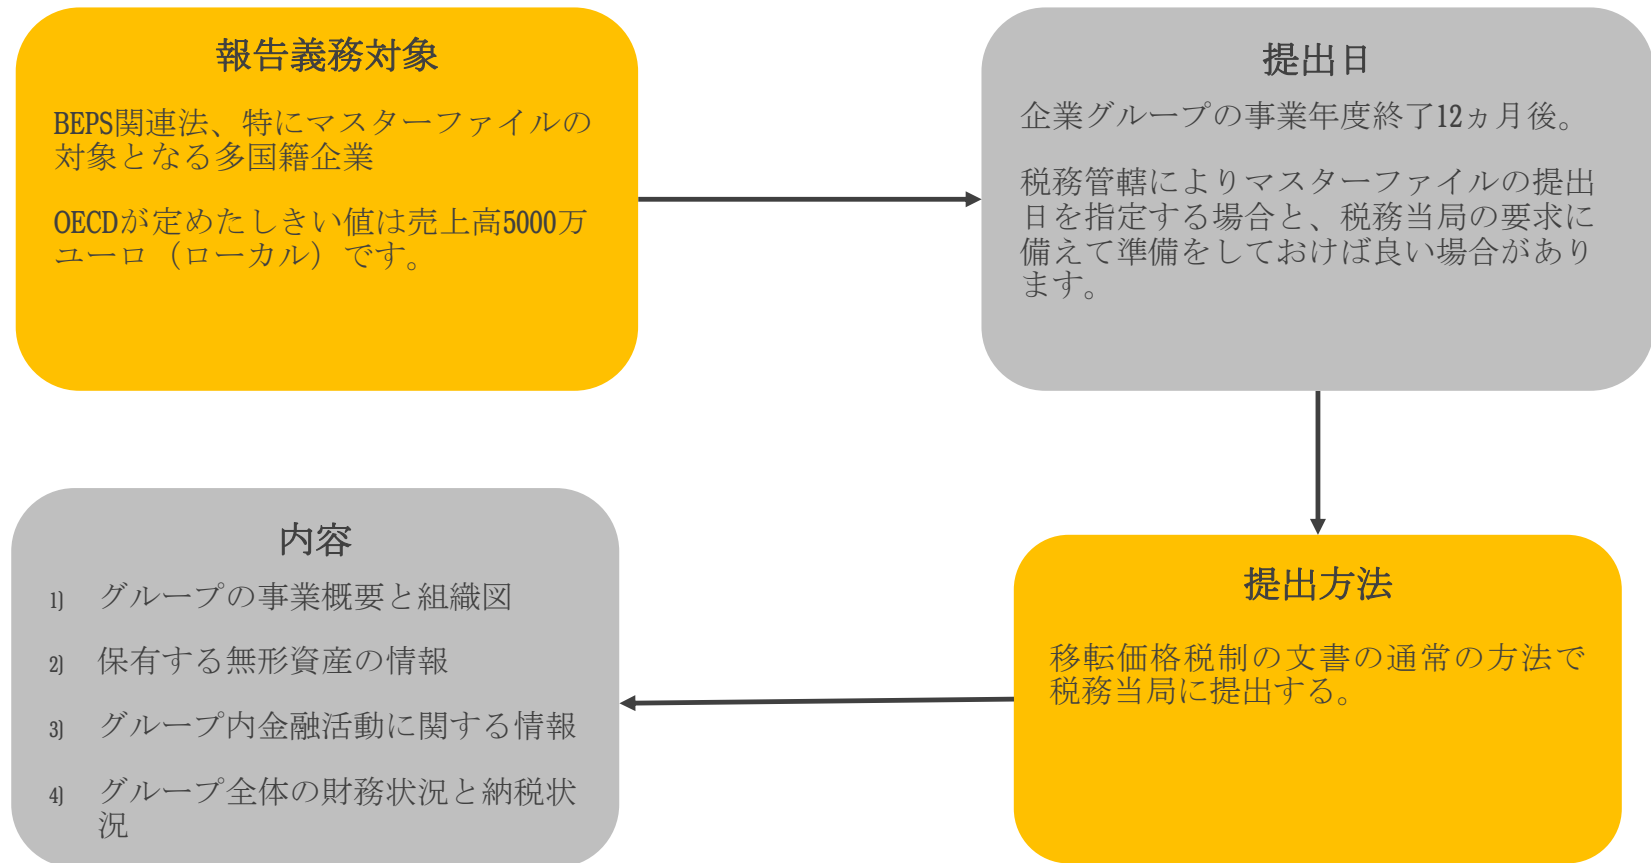 報告義務対象
BEPS関連法、特にマスターファイルの
対象となる多国籍企業
OECDが定めたしきい値は売上高5000万
ユーロ（ローカル）です。
提出日
企業グループの事業年度終了12ヵ月後。
税務管轄によりマスターファイルの提出
日を指定する場合と、税務当局の要求に
備えて準備をしておけば良い場合があり
ます。
提出方法
移転価格税制の文書の通常の方法で
税務当局に提出する。
内容
1) グループの事業概要と組織図
2) 保有する無形資産の情報
3) グループ内金融活動に関する情報
4) グループ全体の財務状況と納税状
況